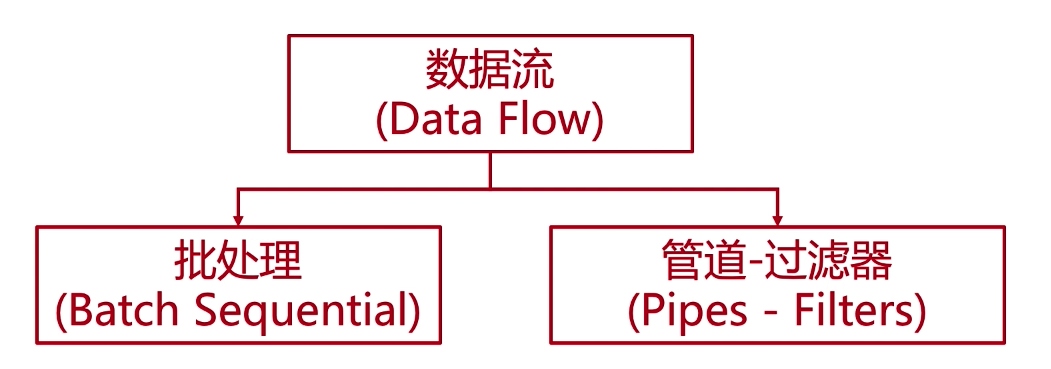 数据流
(Data Flow)
批处理
(Batch Sequential)
管道-过滤器
(Pipes - Filters)